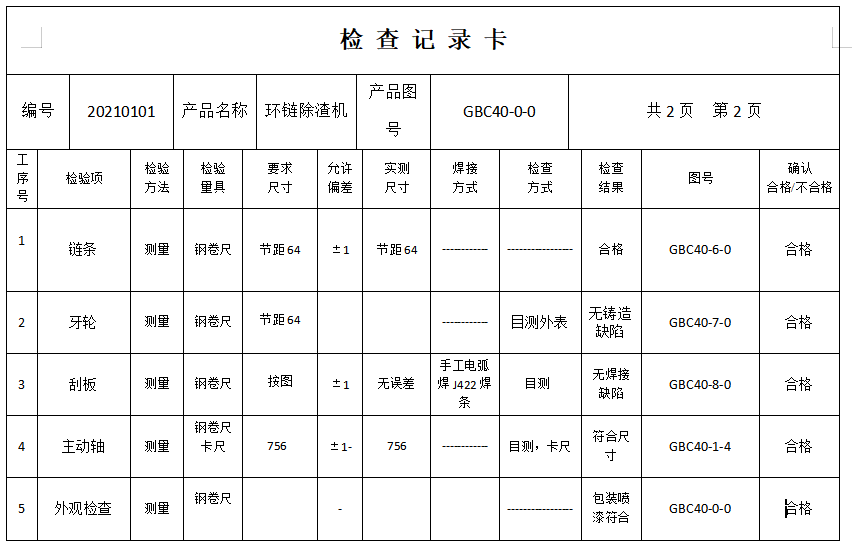 检 查 记 录 卡
编号 20210101 产品名称 环链除渣机 产品图号 GBC40-0-0 共 2 页 第 2 页
工序号 检验项 检验方法 检验量具 要求尺寸 允许偏差 实测尺寸 焊接方式 检查方式 检查结果 图号 确认合格/不合格
1 链条 测量 钢卷尺 节距 64 ±1 节距 64 ------------ ----------------- 合格 GBC40-6-0 合格
2 牙轮 测量 钢卷尺 节距 64 ------------ 目测外表 无铸造缺陷 GBC40-7-0 合格
3 刮板 测量 钢卷尺 按图 ±1 无误差 手工电弧焊 J422 焊条 目测 无焊接缺陷 GBC40-8-0 合格
4 主动轴 测量 钢卷尺卡尺 756 ±1- 756 ------------ 目测，卡尺 符合尺寸 GBC40-1-4 合格
5 外观检查 测量 钢卷尺 - ----------------- 包装喷漆符合 GBC40-0-0 合格